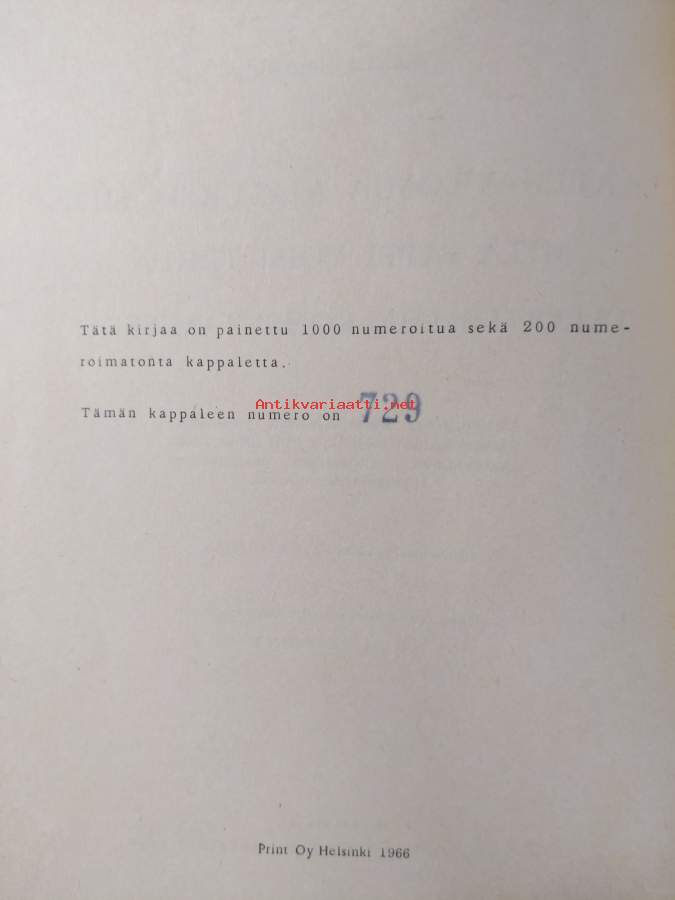 Tätä kirjaa on painettu 1000 numeroitua sekä 200 nume-
roimatonta kappaletta.
Antikvariaatti.net
Tämän kappaleen numero on 729
Print Oy Helsinki 1966